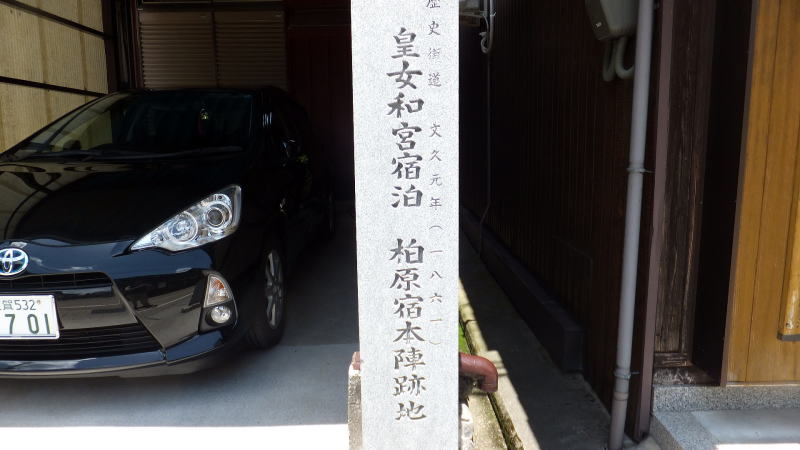 歴史街道 文久元年(一八六一)
皇女和宮宿泊 柏原宿本陣跡地
賀532
701